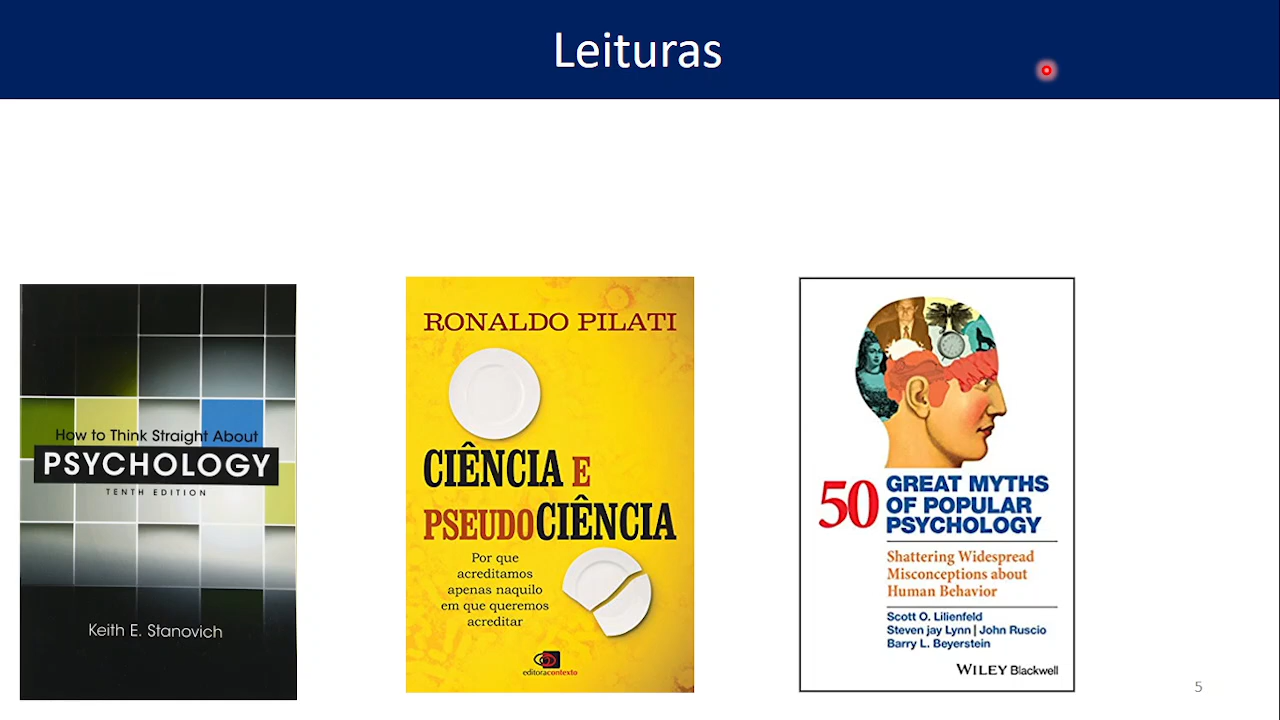 Leituras
How to Think Straight About
PSYCHOLOGY
TENTH EDITION
Keith E. Stanovich
RONALDO PILATI
CIÊNCIA E
PSEUDOCIÊNCIA
Por que
acreditamos
apenas naquilo
em que queremos
acreditar
editoracontexto
50 GREAT MYTHS
OF POPULAR
PSYCHOLOGY
Shattering Widespread
Misconceptions about
Human Behavior
Scott O. Lilienfeld
Steven jay Lynn | John Ruscio
Barry L. Beyerstein
WILEY Blackwell
5